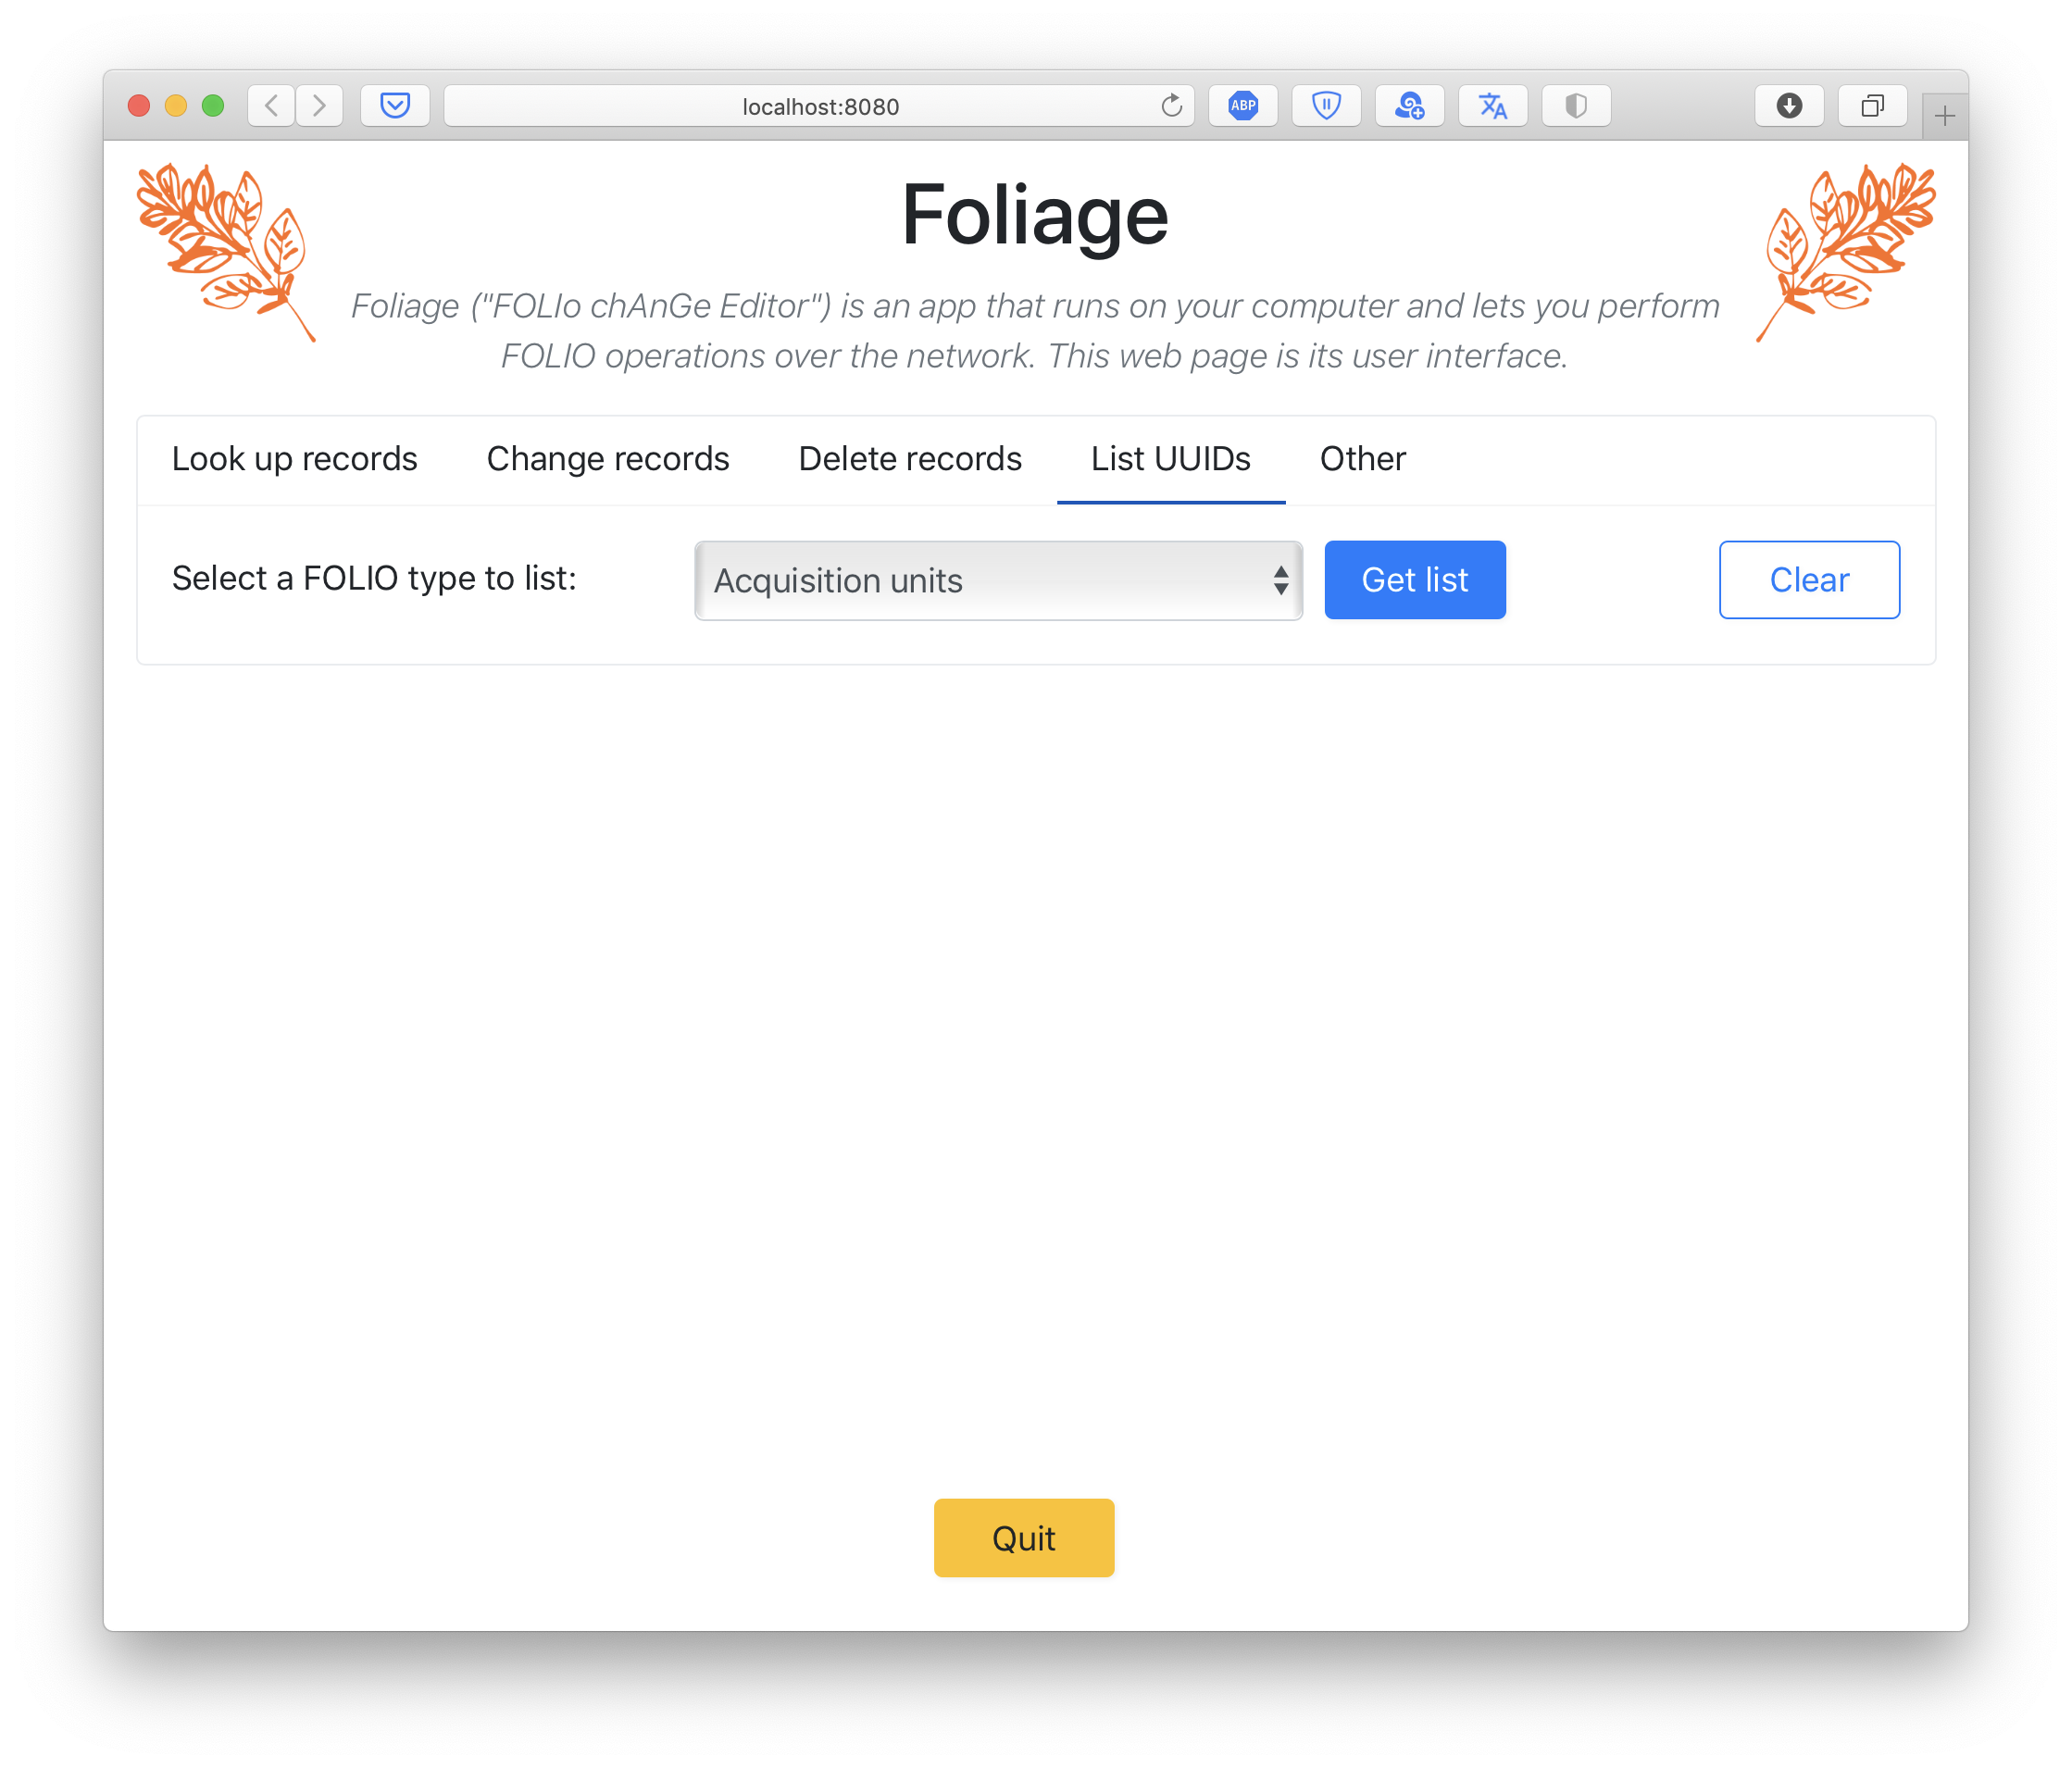 localhost:8080
ABP
Foliage
Foliage ("FOLIo chAnGe Editor") is an app that runs on your computer and lets you perform
FOLIO operations over the network. This web page is its user interface.
Look up records Change records Delete records List UUIDs Other
Select a FOLIO type to list: Acquisition units Get list Clear
Quit